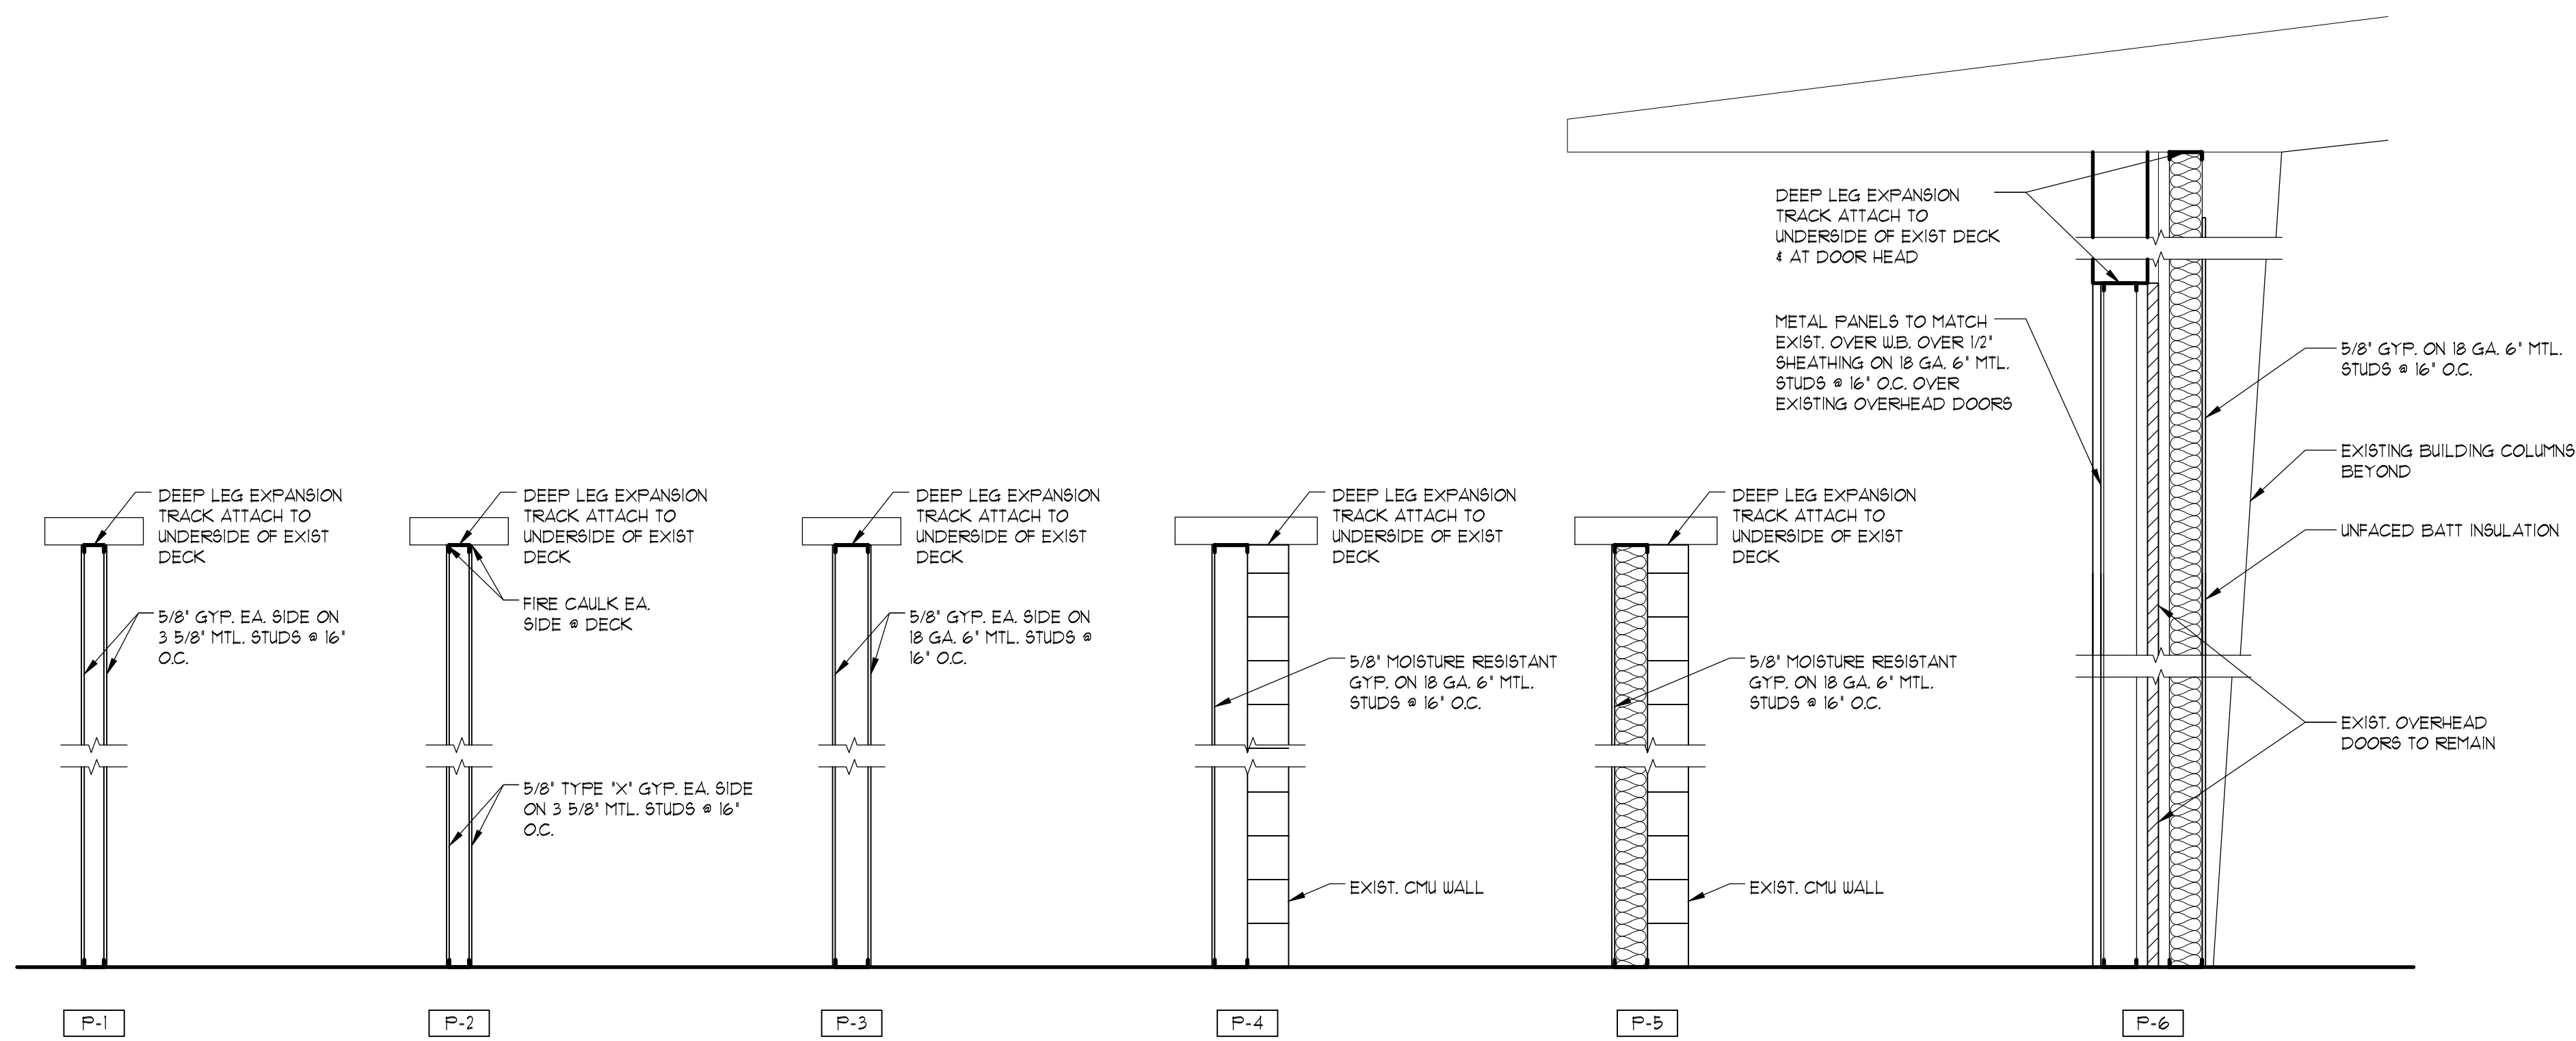 DEEP LEG EXPANSION
TRACK ATTACH TO
UNDERSIDE OF EXIST
DECK
5/8" GYP. EA. SIDE ON
3 5/8" MTL. STUDS @ 16"
O.C.
P-1
DEEP LEG EXPANSION
TRACK ATTACH TO
UNDERSIDE OF EXIST
DECK
FIRE CAULK EA.
SIDE @ DECK
5/8" TYPE "X" GYP. EA. SIDE
ON 3 5/8" MTL. STUDS @ 16"
O.C.
P-2
DEEP LEG EXPANSION
TRACK ATTACH TO
UNDERSIDE OF EXIST
DECK
5/8" GYP. EA. SIDE ON
18 GA. 6" MTL. STUDS @
16" O.C.
P-3
DEEP LEG EXPANSION
TRACK ATTACH TO
UNDERSIDE OF EXIST
DECK
5/8" MOISTURE RESISTANT
GYP. ON 18 GA. 6" MTL.
STUDS @ 16" O.C.
EXIST. CMU WALL
P-4
DEEP LEG EXPANSION
TRACK ATTACH TO
UNDERSIDE OF EXIST
DECK
5/8" MOISTURE RESISTANT
GYP. ON 18 GA. 6" MTL.
STUDS @ 16" O.C.
EXIST. CMU WALL
P-5
DEEP LEG EXPANSION
TRACK ATTACH TO
UNDERSIDE OF EXIST DECK
& AT DOOR HEAD
METAL PANELS TO MATCH
EXIST. OVER W.B. OVER 1/2"
SHEATHING ON 18 GA. 6" MTL.
STUDS @ 16" O.C. OVER
EXISTING OVERHEAD DOORS
5/8" GYP. ON 18 GA. 6" MTL.
STUDS @ 16" O.C.
EXISTING BUILDING COLUMNS
BEYOND
UNFACED BATT INSULATION
EXIST. OVERHEAD
DOORS TO REMAIN
P-6